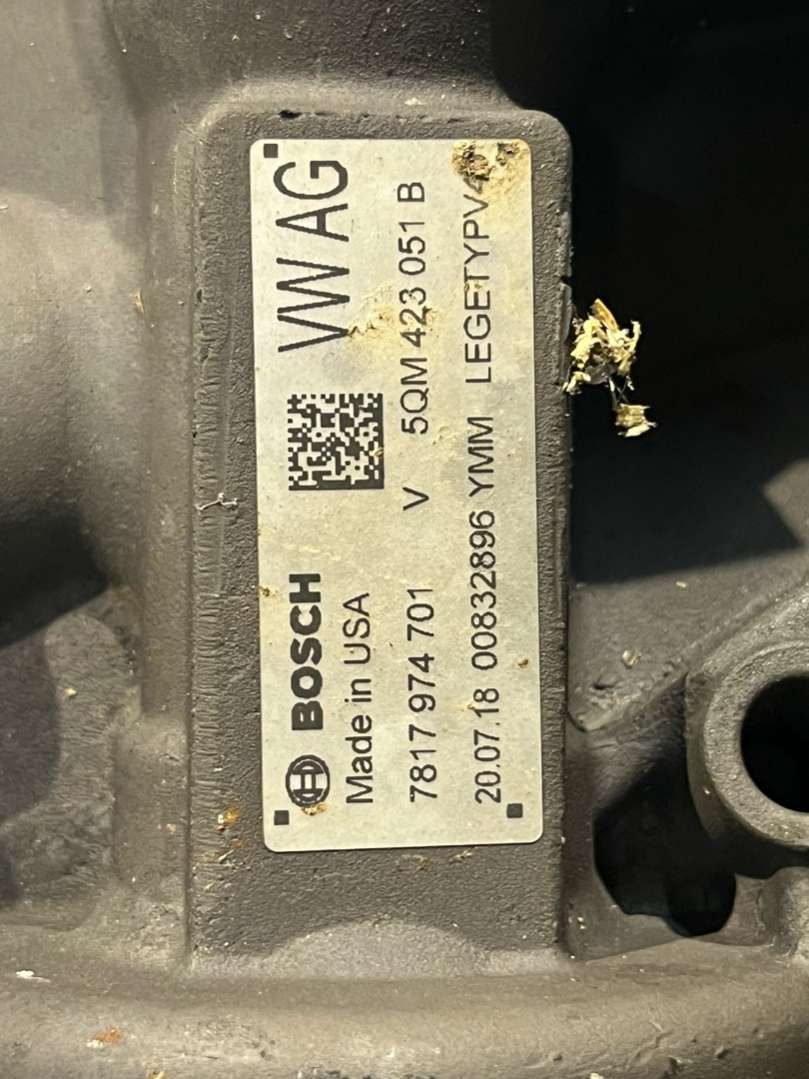 BOSCH VW AG
Made in USA
7817 974 701 V 5QM 423 051 B
20.07.18 00832896 YMM LEGETYPV4